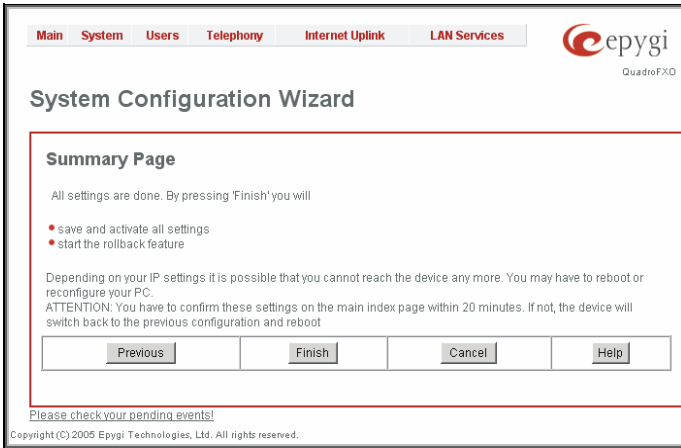 Main System Users Telephony Internet Uplink LAN Services
epygi
QuadroFXO
System Configuration Wizard
Summary Page
All settings are done. By pressing 'Finish' you will
save and activate all settings
start the rollback feature
Depending on your IP settings it is possible that you cannot reach the device any more. You may have to reboot or
reconfigure your PC.
ATTENTION: You have to confirm these settings on the main index page within 20 minutes. If not, the device will
switch back to the previous configuration and reboot
Previous Finish Cancel Help
Please check your pending events!
Copyright (C) 2005 Epygi Technologies, Ltd. All rights reserved.